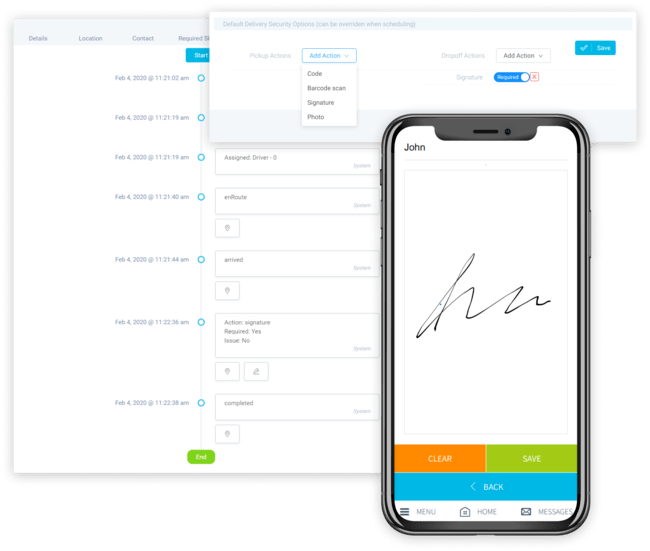 Default Delivery Security Options (can be overriden when scheduling)
Pickup Actions Add Action Dropoff Actions Add Action Save
Code
Barcode scan
Signature
Photo
Signature Required
Details Location Contact
Start
Feb 4, 2020 @ 11:21:02 am
Feb 4, 2020 @ 11:21:19 am
Feb 4, 2020 @ 11:21:19 am Assigned: Driver - 0
System
Feb 4, 2020 @ 11:21:40 am enRoute
System
Feb 4, 2020 @ 11:21:44 am arrived
System
Feb 4, 2020 @ 11:22:36 am Action: signature
Required: Yes
Issue: No
System
Feb 4, 2020 @ 11:22:38 am completed
System
End
John
CLEAR SAVE
BACK
MENU HOME MESSAGES